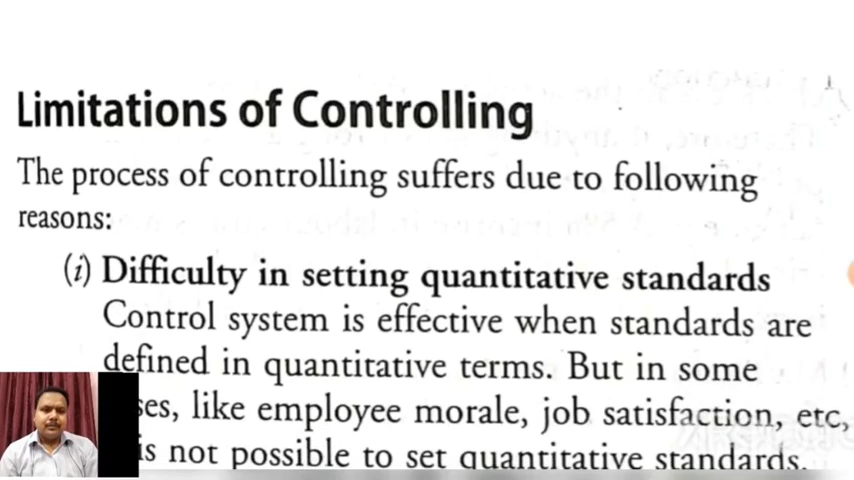 Limitations of Controlling
The process of controlling suffers due to following
reasons:
(i) Difficulty in setting quantitative standards
Control system is effective when standards are
defined in quantitative terms. But in some
ses, like employee morale, job satisfaction, etc,
is not possible to set quantitative standards.